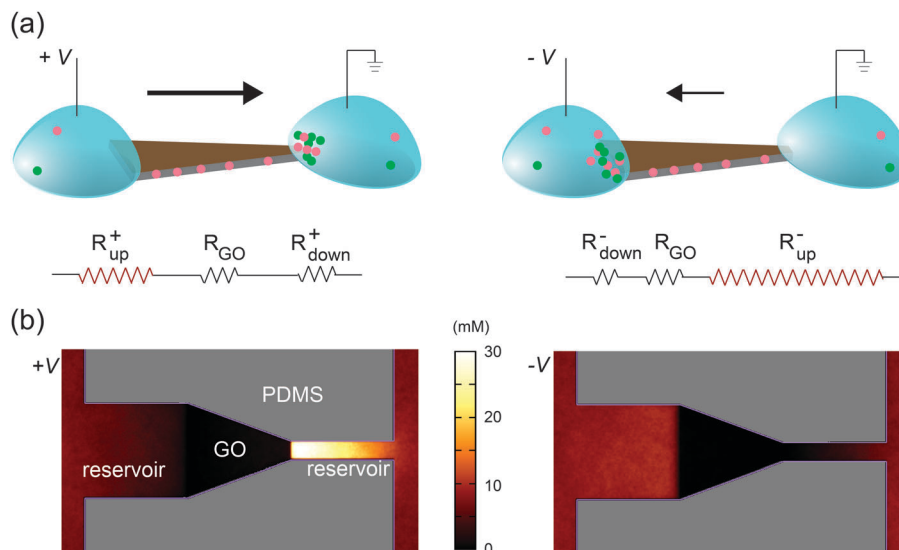 (a)
+ V
- V
R+up
RGO
R+down
R-down
RGO
R-up
(b)
(mM)
+V
PDMS
GO
reservoir
reservoir
30
20
10
0
-V